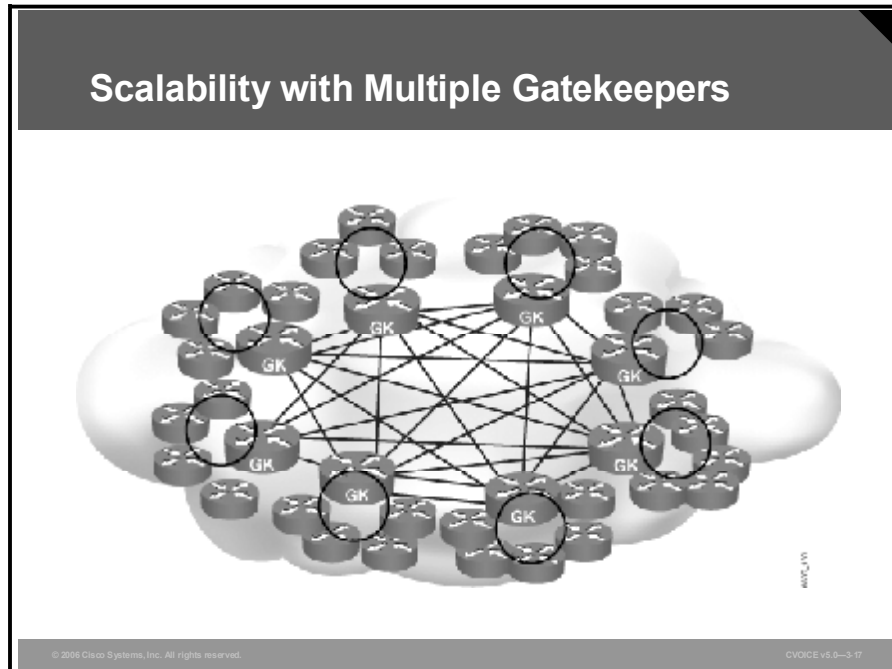 Scalability with Multiple Gatekeepers
GK
GK
GK
GK
GK
GK
GK
GK
© 2006 Cisco Systems, Inc. All rights reserved.
CVOICE v5.0—3-17